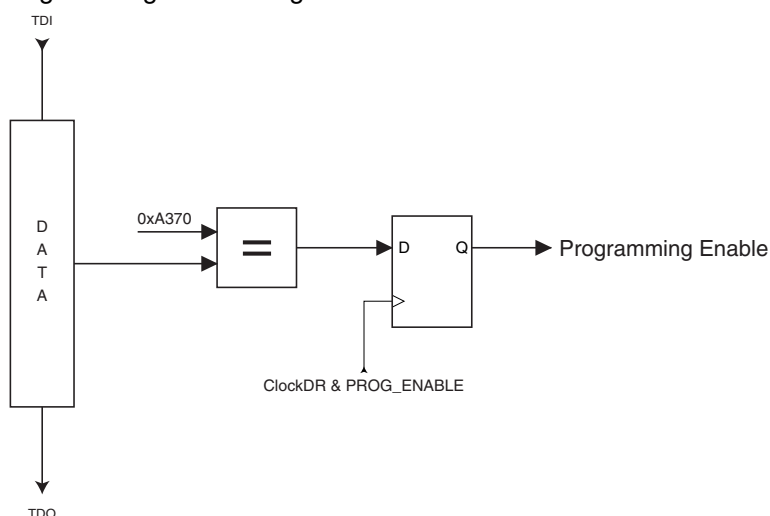 TDI
D
A
T
A
0xA370
=
D
Q
Programming Enable
ClockDR & PROG_ENABLE
TDO